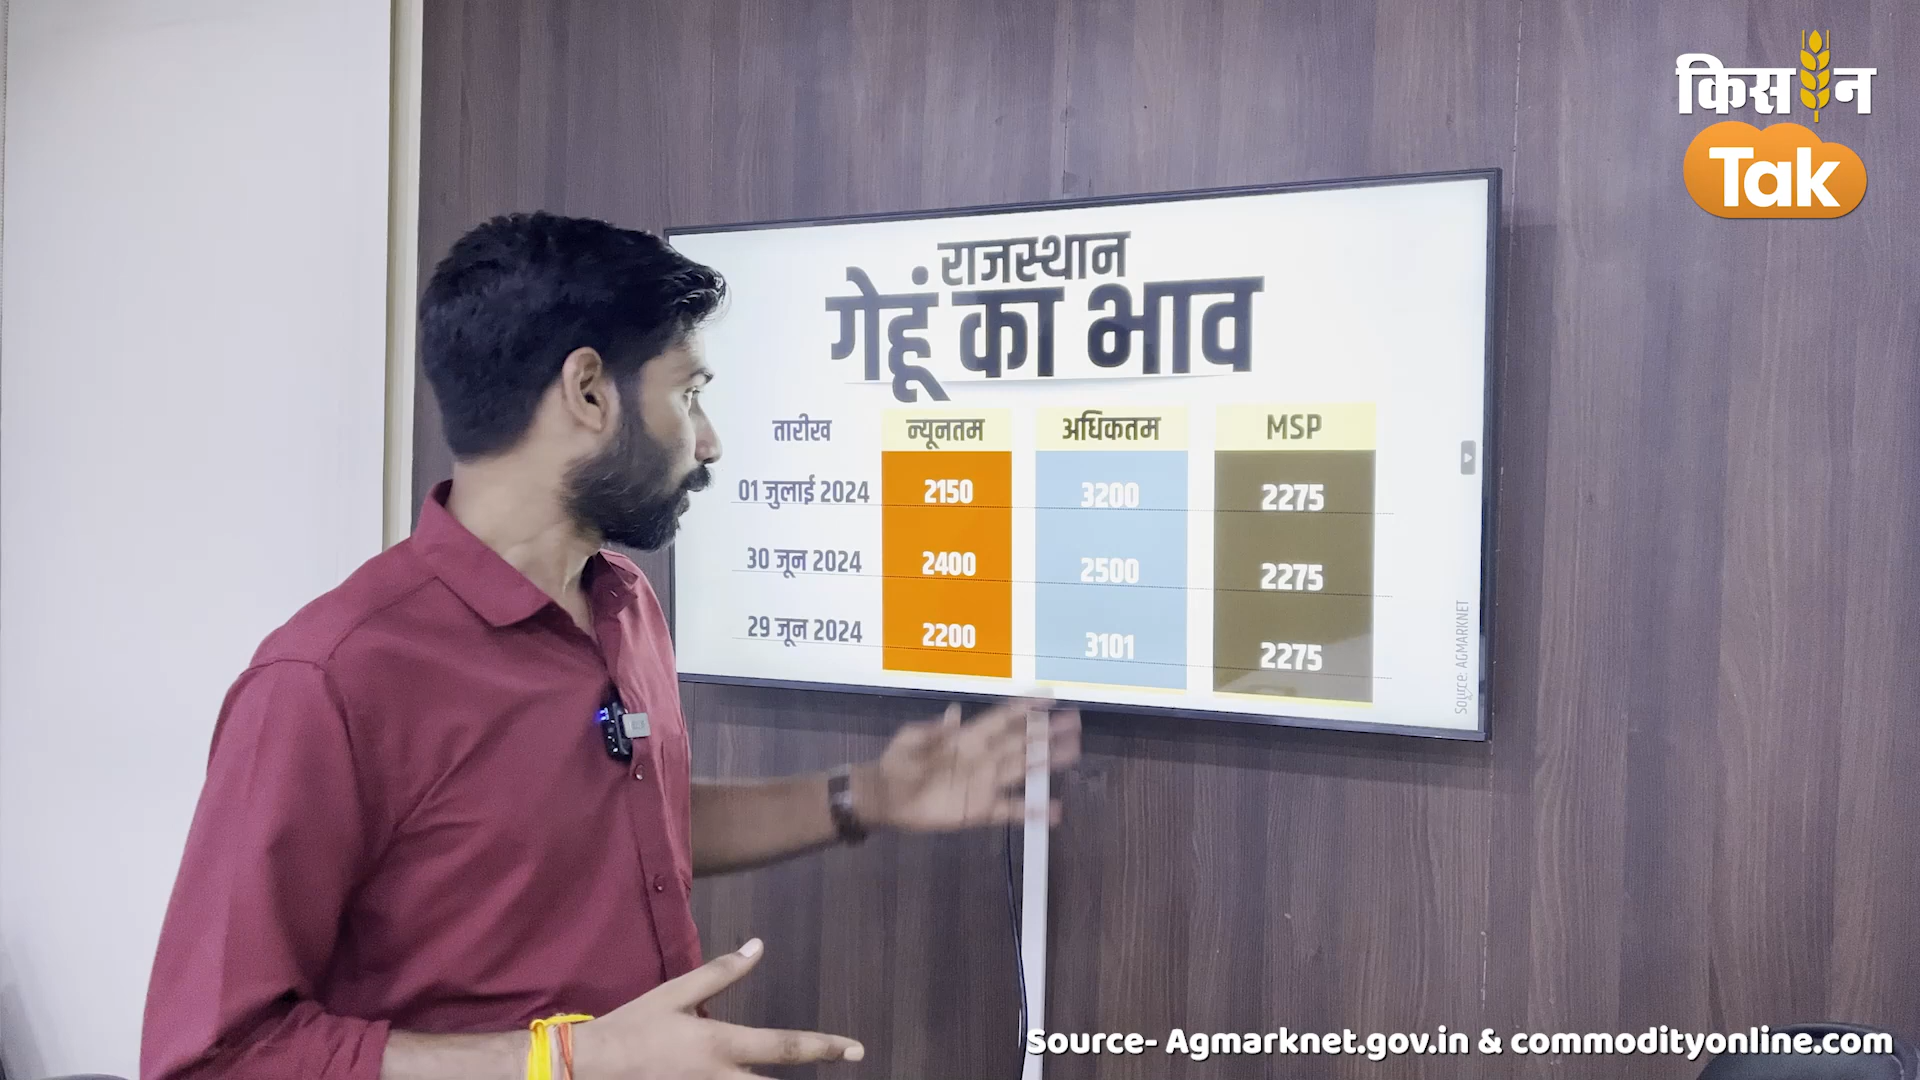 किसान
Tak
राजस्थान
गेहूं का भाव
तारीख न्यूनतम अधिकतम MSP
01 जुलाई 2024 2150 3200 2275
30 जून 2024 2400 2500 2275
29 जून 2024 2200 3101 2275
Source: AGMARKNET
Source- Agmarknet.gov.in & commodityonline.com